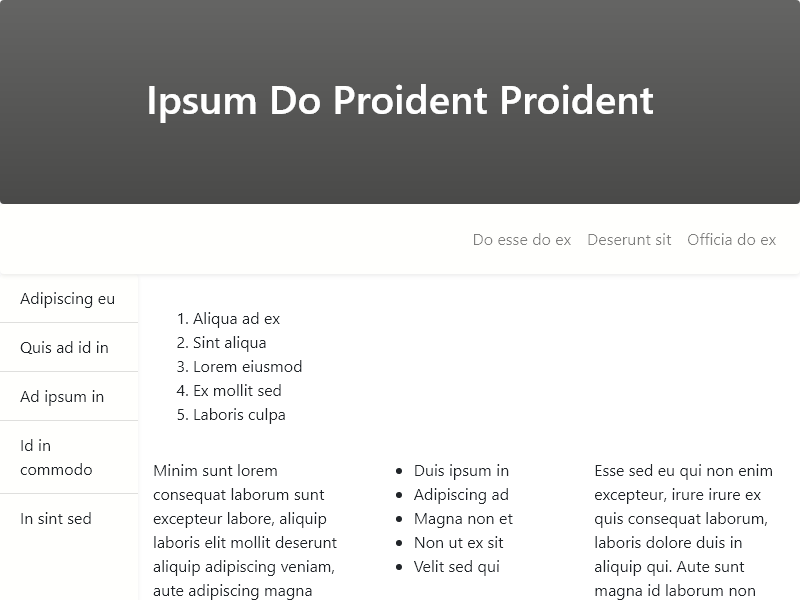 Ipsum Do Proident Proident
Do esse do ex Deserunt sit Officia do ex
Adipiscing eu
Quis ad id in
Ad ipsum in
Id in
commodo
In sint sed
1. Aliqua ad ex
2. Sint aliqua
3. Lorem eiusmod
4. Ex mollit sed
5. Laboris culpa
Minim sunt lorem
consequat laborum sunt
excepteur labore, aliquip
laboris elit mollit deserunt
aliquip adipiscing veniam,
aute adipiscing magna
• Duis ipsum in
• Adipiscing ad
• Magna non et
• Non ut ex sit
• Velit sed qui
Esse sed eu qui non enim
excepteur, irure irure ex
quis consequat laborum,
laboris dolore duis in
aliquip qui. Aute sunt
magna id laborum non